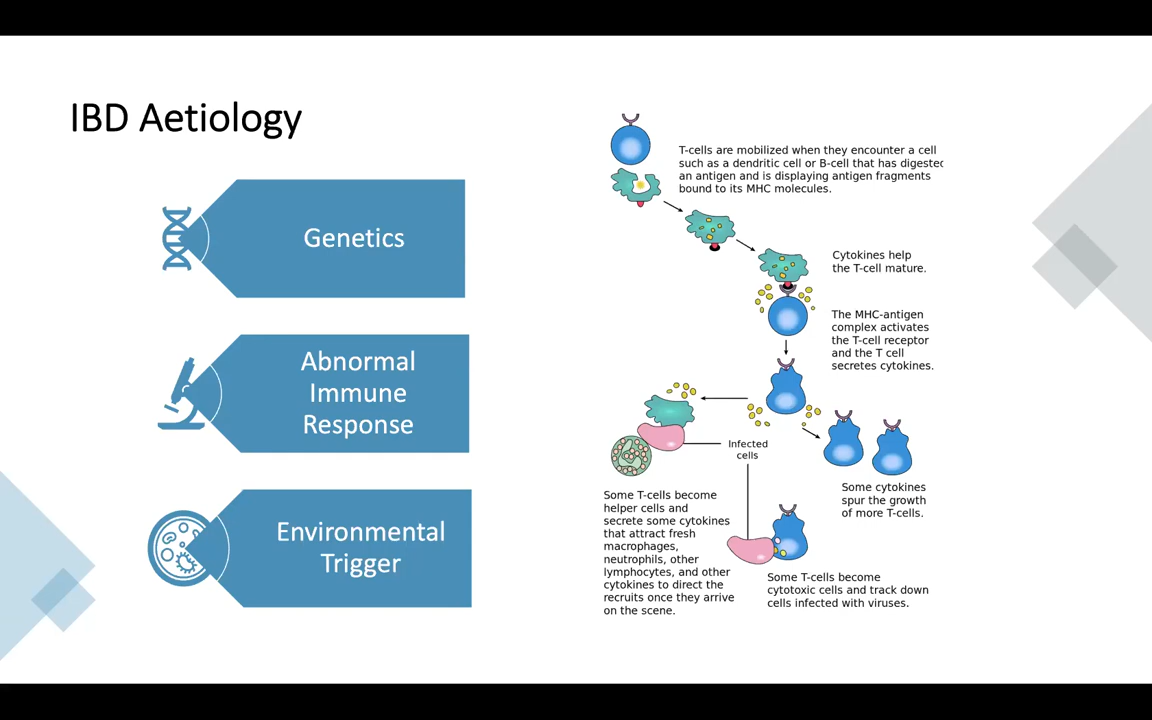 IBD Aetiology
Genetics
Abnormal
Immune
Response
Environmental
Trigger
T-cells are mobilized when they encounter a cell
such as a dendritic cell or B-cell that has digested
an antigen and is displaying antigen fragments
bound to its MHC molecules.
Cytokines help
the T-cell mature.
The MHC-antigen
complex activates
the T-cell receptor
and the T cell
secretes cytokines.
Infected
cells
Some cytokines
spur the growth
of more T-cells.
Some T-cells become
helper cells and
secrete some cytokines
that attract fresh
macrophages,
neutrophils, other
lymphocytes, and other
cytokines to direct the
recruits once they arrive
on the scene.
Some T-cells become
cytotoxic cells and track down
cells infected with viruses.